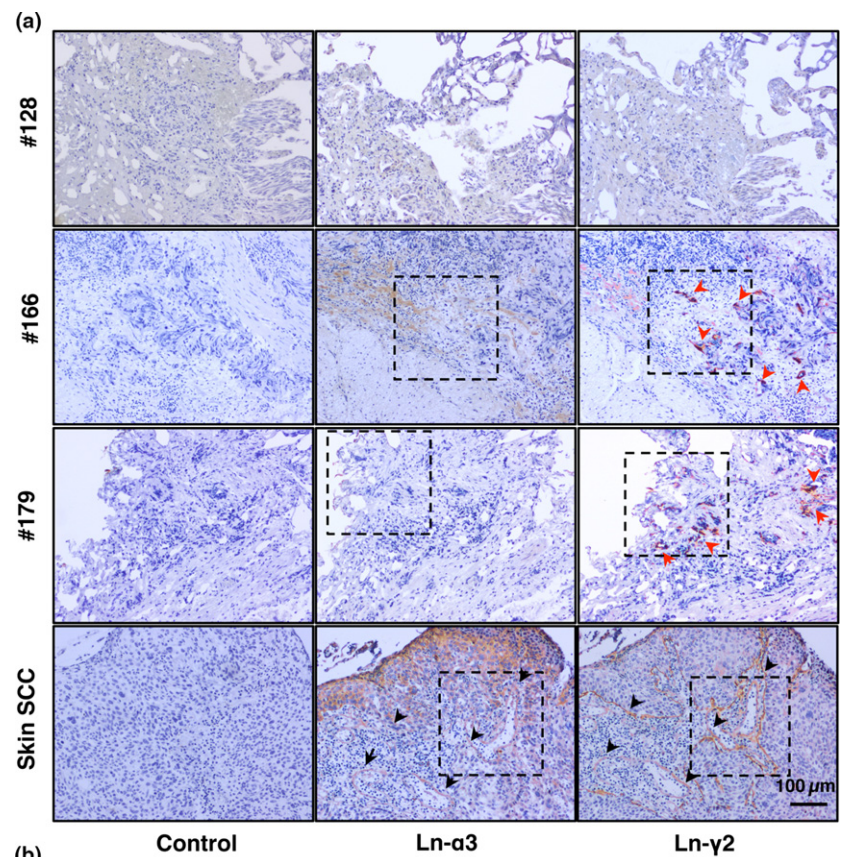 (a)
#128
#166
#179
Skin SCC
100 µm
Control Ln-α3 Ln-γ2
(b)